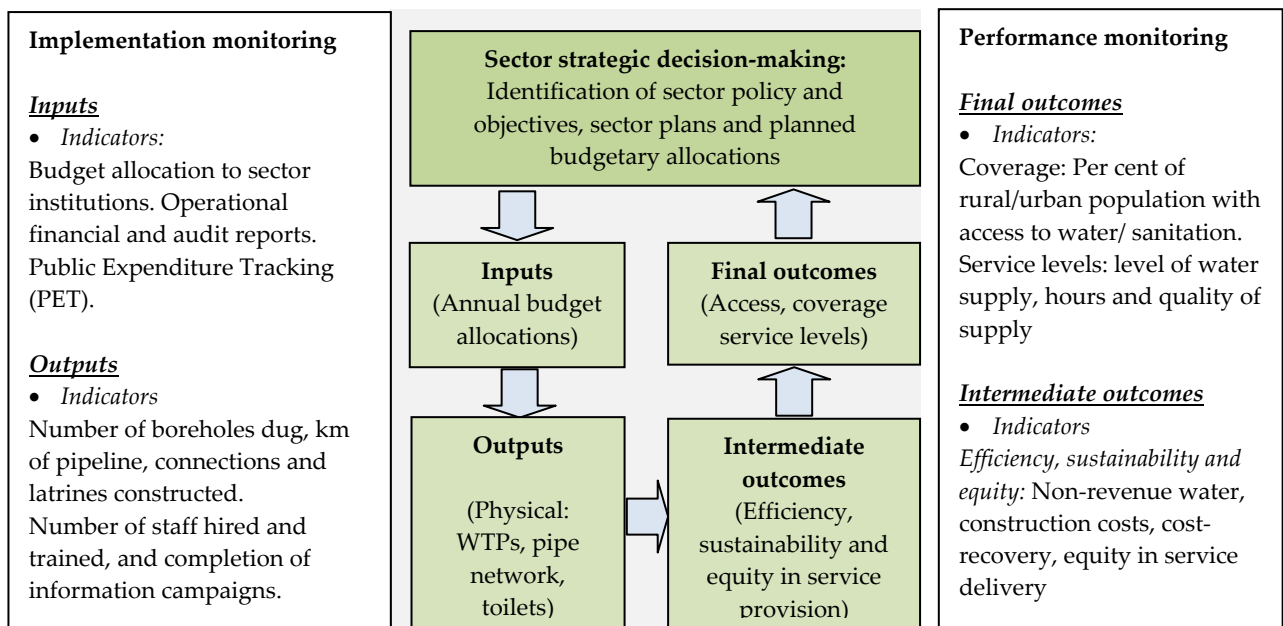 Implementation monitoring
Inputs
• Indicators:
Budget allocation to sector
institutions. Operational
financial and audit reports.
Public Expenditure Tracking
(PET).
Outputs
• Indicators
Number of boreholes dug, km
of pipeline, connections and
latrines constructed.
Number of staff hired and
trained, and completion of
information campaigns.
Sector strategic decision-making:
Identification of sector policy and
objectives, sector plans and planned
budgetary allocations
Inputs
(Annual budget
allocations)
Final outcomes
(Access, coverage
service levels)
Outputs
(Physical:
WTPs, pipe
network,
toilets)
Intermediate
outcomes
(Efficiency,
sustainability and
equity in service
provision)
Performance monitoring
Final outcomes
• Indicators:
Coverage: Per cent of
rural/urban population with
access to water/ sanitation.
Service levels: level of water
supply, hours and quality of
supply
Intermediate outcomes
• Indicators
Efficiency, sustainability and
equity: Non-revenue water,
construction costs, cost-
recovery, equity in service
delivery